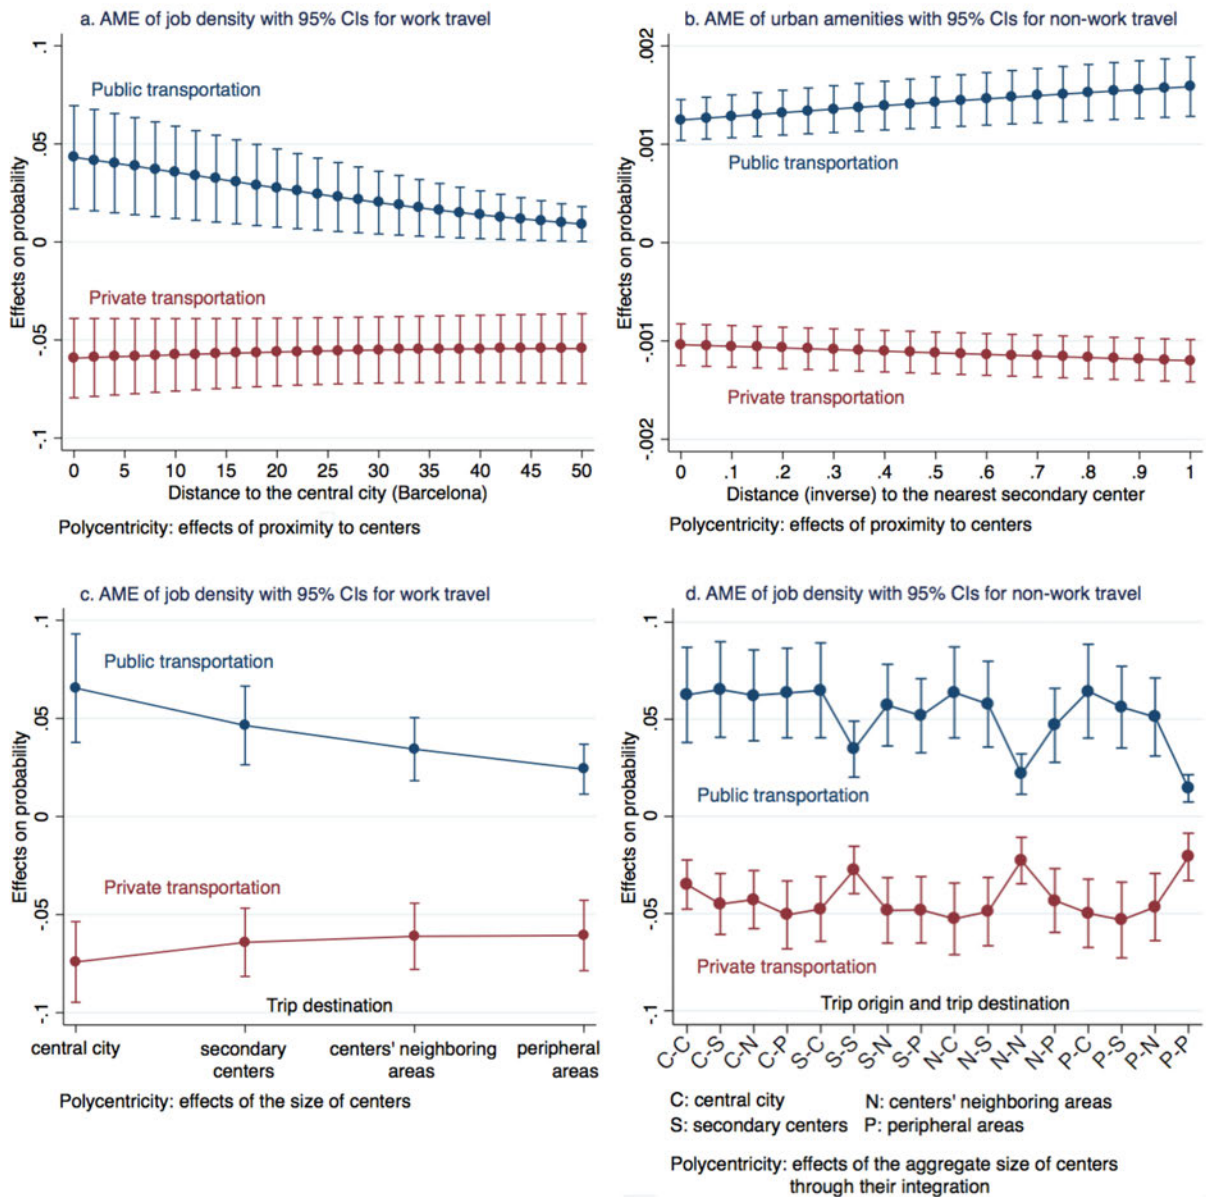 a. AME of job density with 95% CIs for work travel
Effects on probability
.1
.05
0
-.05
-.1
Public transportation
Private transportation
0 5 10 15 20 25 30 35 40 45 50
Distance to the central city (Barcelona)
Polycentricity: effects of proximity to centers
b. AME of urban amenities with 95% CIs for non-work travel
Effects on probability
.002
.001
0
-.001
-.002
Public transportation
Private transportation
0 .1 .2 .3 .4 .5 .6 .7 .8 .9 1
Distance (inverse) to the nearest secondary center
Polycentricity: effects of proximity to centers
c. AME of job density with 95% CIs for work travel
Effects on probability
.1
.05
0
-.05
-.1
Public transportation
Private transportation
Trip destination
central city secondary centers' neighboring peripheral
centers areas areas
Polycentricity: effects of the size of centers
d. AME of job density with 95% CIs for non-work travel
Effects on probability
.1
.05
0
-.05
-.1
Public transportation
Private transportation
Trip origin and trip destination
C-C C-S C-N C-P S-C S-S S-N S-P N-C N-S N-N N-P P-C P-S P-N P-P
C: central city N: centers' neighboring areas
S: secondary centers P: peripheral areas
Polycentricity: effects of the aggregate size of centers
through their integration